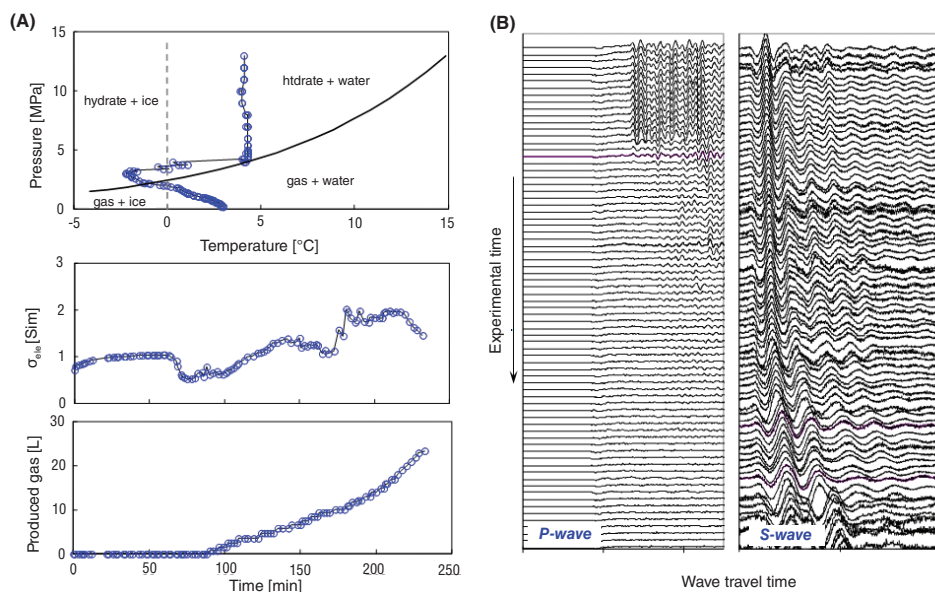 (A)
15
10
5
0
Pressure [MPa]
hydrate + ice
htdrate + water
gas + water
gas + ice
-5
0
5
10
15
Temperature [°C]
3
2
1
0
σele [Sim]
30
20
10
0
Produced gas [L]
0
50
100
150
200
250
Time [min]
(B)
Experimental time
P-wave
S-wave
Wave travel time